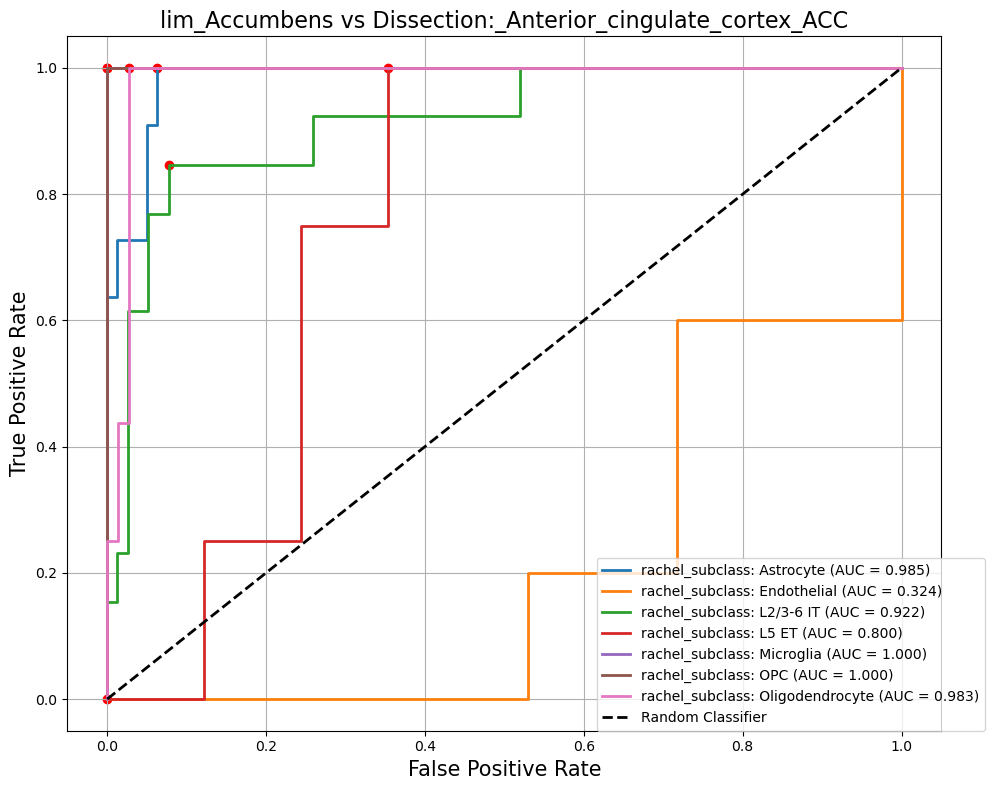 lim_Accumbens vs Dissection:_Anterior_cingulate_cortex_ACC
True Positive Rate
1.0
0.8
0.6
0.4
0.2
0.0
rachel_subclass: Astrocyte (AUC = 0.985)
rachel_subclass: Endothelial (AUC = 0.324)
rachel_subclass: L2/3-6 IT (AUC = 0.922)
rachel_subclass: L5 ET (AUC = 0.800)
rachel_subclass: Microglia (AUC = 1.000)
rachel_subclass: OPC (AUC = 1.000)
rachel_subclass: Oligodendrocyte (AUC = 0.983)
Random Classifier
0.0 0.2 0.4 0.6 0.8 1.0
False Positive Rate